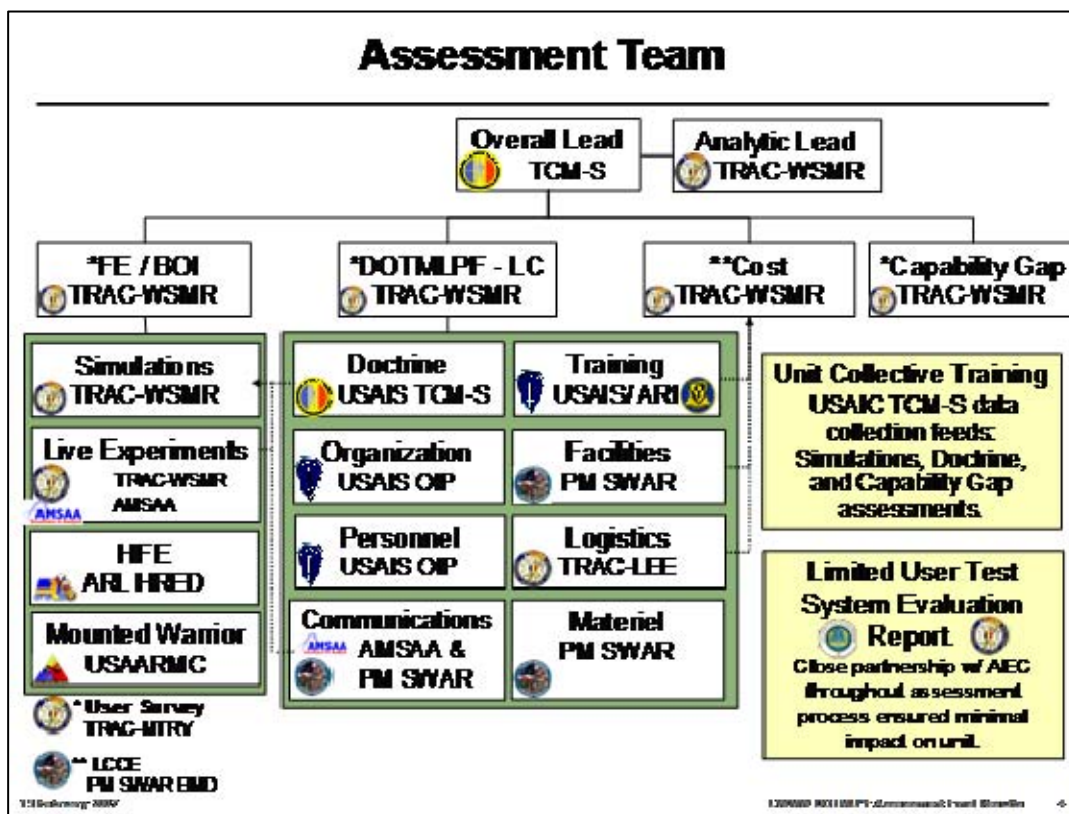 Assessment Team
Overall Lead
TCM-S
Analytic Lead
TRAC-WSMR
*FE / BOI
TRAC-WSMR
*DOTMLPF - LC
TRAC-WSMR
**Cost
TRAC-WSMR
*Capability Gap
TRAC-WSMR
Simulations
TRAC-WSMR
Live Experiments
TRAC-WSMR
AMSAA
AMSAA
HFE
ARL HRED
Mounted Warrior
USAARMC
* User Survey
TRAC-MTRY
** LCCE
PM SWAR BMD
Doctrine
USAIS TCM-S
Training
USAIS/ARI
Organization
USAIS OIP
Facilities
PM SWAR
Personnel
USAIS OIP
Logistics
TRAC-LEE
Communications
AMSAA
AMSAA &
PM SWAR
Materiel
PM SWAR
Unit Collective Training
USAIC TCM-S data
collection feeds:
Simulations, Doctrine,
and Capability Gap
assessments.
Limited User Test
System Evaluation
Report
Close partnership w/ AEC
throughout assessment
process ensured minimal
impact on unit.